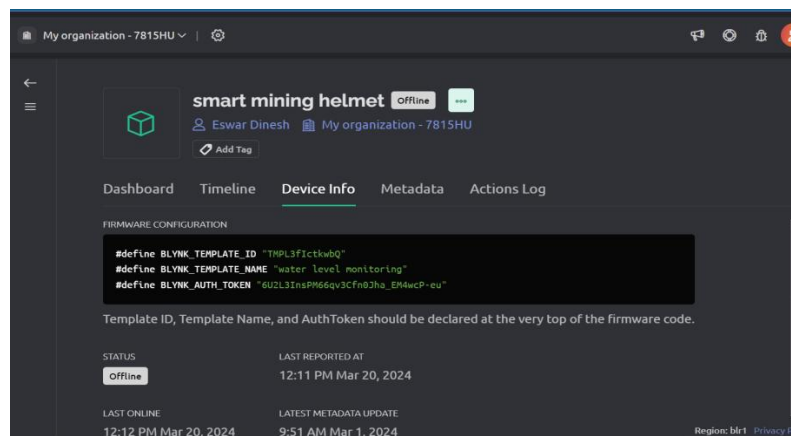 My organization - 7815HU
smart mining helmet Offline
Eswar Dinesh My organization - 7815HU
Add Tag
Dashboard Timeline Device Info Metadata Actions Log
FIRMWARE CONFIGURATION
#define BLYNK_TEMPLATE_ID "TMPL3fIctkwbQ"
#define BLYNK_TEMPLATE_NAME "water level monitoring"
#define BLYNK_AUTH_TOKEN "6U2L3InsPM66qv3Cfn0Jha_EM4wcP-eu"
Template ID, Template Name, and AuthToken should be declared at the very top of the firmware code.
STATUS LAST REPORTED AT
Offline 12:11 PM Mar 20, 2024
LAST ONLINE LATEST METADATA UPDATE
12:12 PM Mar 20, 2024 9:51 AM Mar 1, 2024
Region: blr1 Privacy